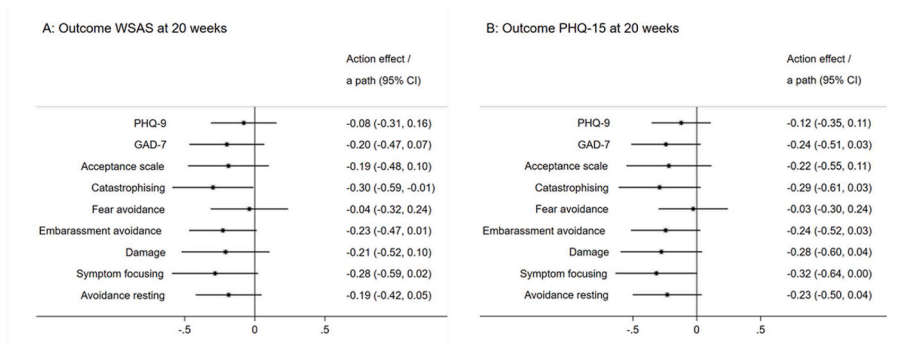 A: Outcome WSAS at 20 weeks
Action effect /
a path (95% CI)
PHQ-9 -0.08 (-0.31, 0.16)
GAD-7 -0.20 (-0.47, 0.07)
Acceptance scale -0.19 (-0.48, 0.10)
Catastrophising -0.30 (-0.59, -0.01)
Fear avoidance -0.04 (-0.32, 0.24)
Embarassment avoidance -0.23 (-0.47, 0.01)
Damage -0.21 (-0.52, 0.10)
Symptom focusing -0.28 (-0.59, 0.02)
Avoidance resting -0.19 (-0.42, 0.05)
-.5 0 .5
B: Outcome PHQ-15 at 20 weeks
Action effect /
a path (95% CI)
PHQ-9 -0.12 (-0.35, 0.11)
GAD-7 -0.24 (-0.51, 0.03)
Acceptance scale -0.22 (-0.55, 0.11)
Catastrophising -0.29 (-0.61, 0.03)
Fear avoidance -0.03 (-0.30, 0.24)
Embarassment avoidance -0.24 (-0.52, 0.03)
Damage -0.28 (-0.60, 0.04)
Symptom focusing -0.32 (-0.64, 0.00)
Avoidance resting -0.23 (-0.50, 0.04)
-.5 0 .5